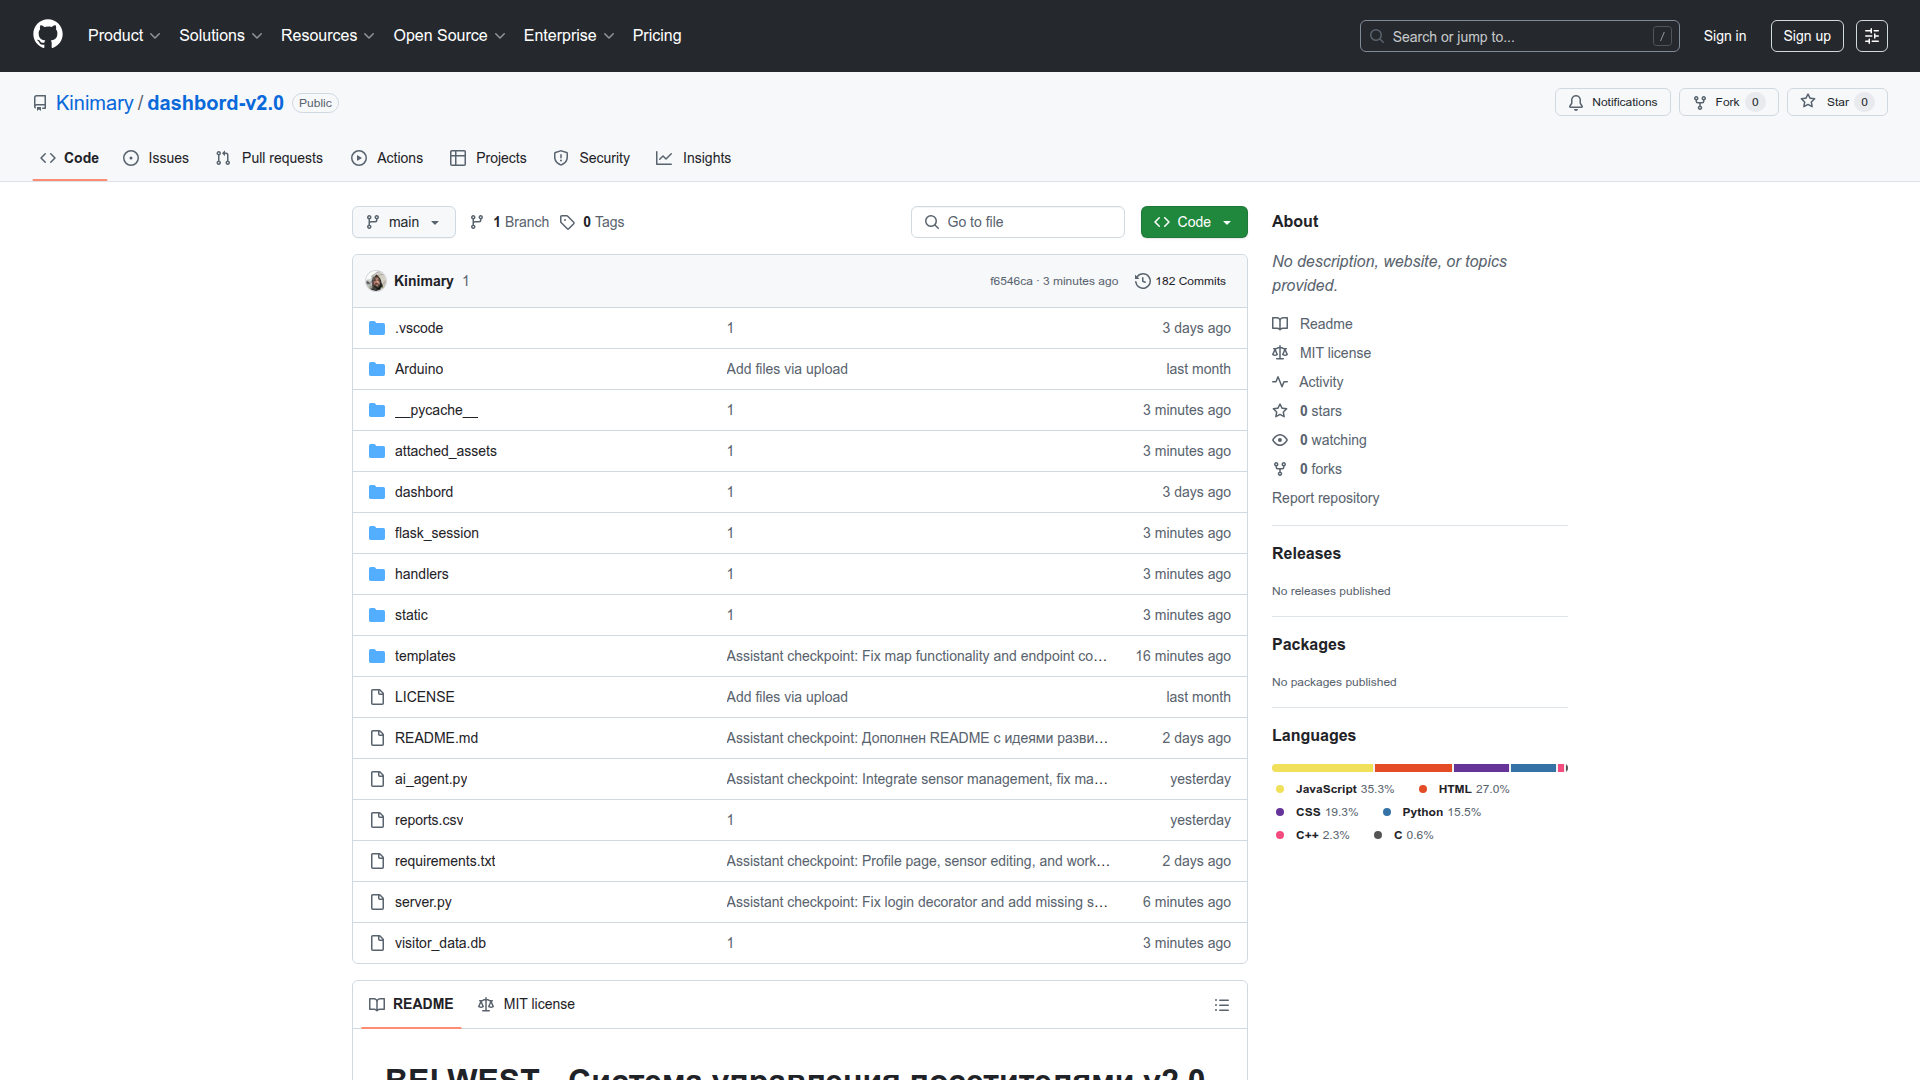 Product Solutions Resources Open Source Enterprise Pricing Search or jump to... / Sign in Sign up
Kinimary / dashbord-v2.0 Public Notifications Fork 0 Star 0
Code Issues Pull requests Actions Projects Security Insights
main 1 Branch 0 Tags Go to file Code
Kinimary 1 f6546ca · 3 minutes ago 182 Commits
.vscode 1 3 days ago
Arduino Add files via upload last month
__pycache__ 1 3 minutes ago
attached_assets 1 3 minutes ago
dashbord 1 3 days ago
flask_session 1 3 minutes ago
handlers 1 3 minutes ago
static 1 3 minutes ago
templates Assistant checkpoint: Fix map functionality and endpoint co… 16 minutes ago
LICENSE Add files via upload last month
README.md Assistant checkpoint: Дополнен README с идеями разви… 2 days ago
ai_agent.py Assistant checkpoint: Integrate sensor management, fix ma… yesterday
reports.csv 1 yesterday
requirements.txt Assistant checkpoint: Profile page, sensor editing, and work… 2 days ago
server.py Assistant checkpoint: Fix login decorator and add missing s… 6 minutes ago
visitor_data.db 1 3 minutes ago
README MIT license
BELWEST - Система управления посетителями v2.0
About
No description, website, or topics
provided.
Readme
MIT license
Activity
0 stars
0 watching
0 forks
Report repository
Releases
No releases published
Packages
No packages published
Languages
JavaScript 35.3% HTML 27.0%
CSS 19.3% Python 15.5%
C++ 2.3% C 0.6%